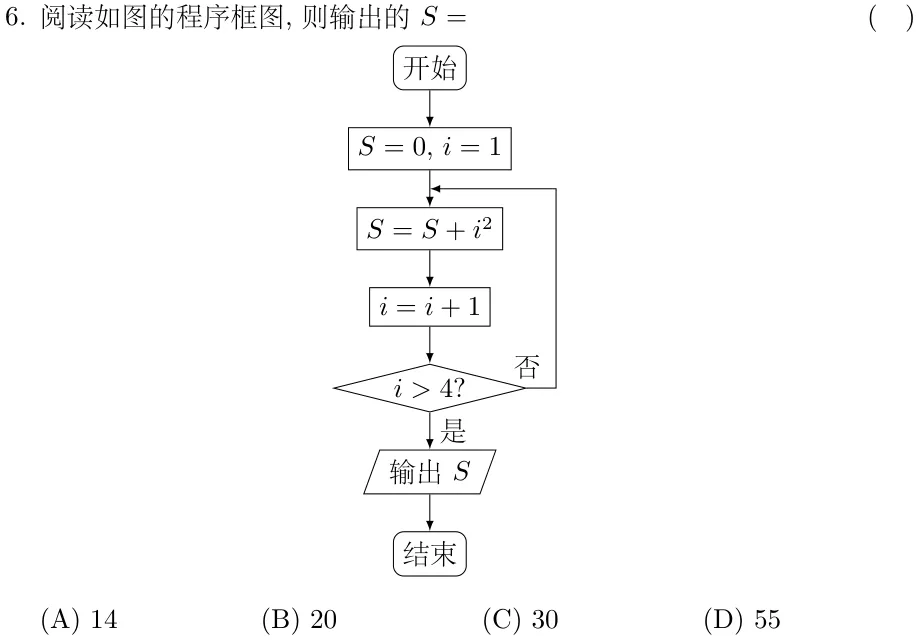 6. 阅读如图的程序框图, 则输出的 S = ( )
开始
S = 0, i = 1
S = S + i²
i = i + 1
否
i > 4?
是
输出 S
结束
(A) 14 (B) 20 (C) 30 (D) 55